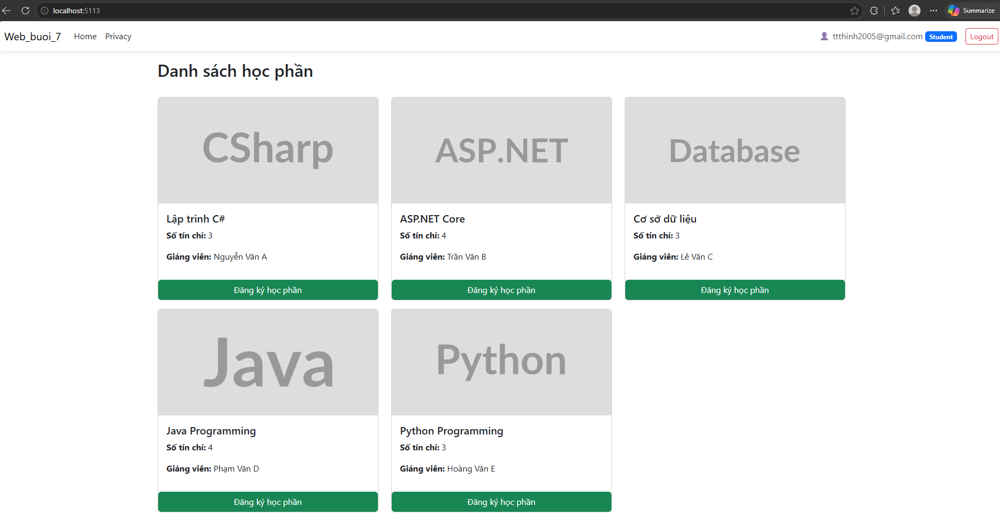 localhost:5113
Summarize
Web_buoi_7 Home Privacy ttthinh2005@gmail.com Student Logout
Danh sách học phần
CSharp
ASP.NET
Database
Lập trình C#
Số tín chỉ: 3
Giảng viên: Nguyễn Văn A
Đăng ký học phần
ASP.NET Core
Số tín chỉ: 4
Giảng viên: Trần Văn B
Đăng ký học phần
Cơ sở dữ liệu
Số tín chỉ: 3
Giảng viên: Lê Văn C
Đăng ký học phần
Java
Python
Java Programming
Số tín chỉ: 4
Giảng viên: Phạm Văn D
Đăng ký học phần
Python Programming
Số tín chỉ: 3
Giảng viên: Hoàng Văn E
Đăng ký học phần